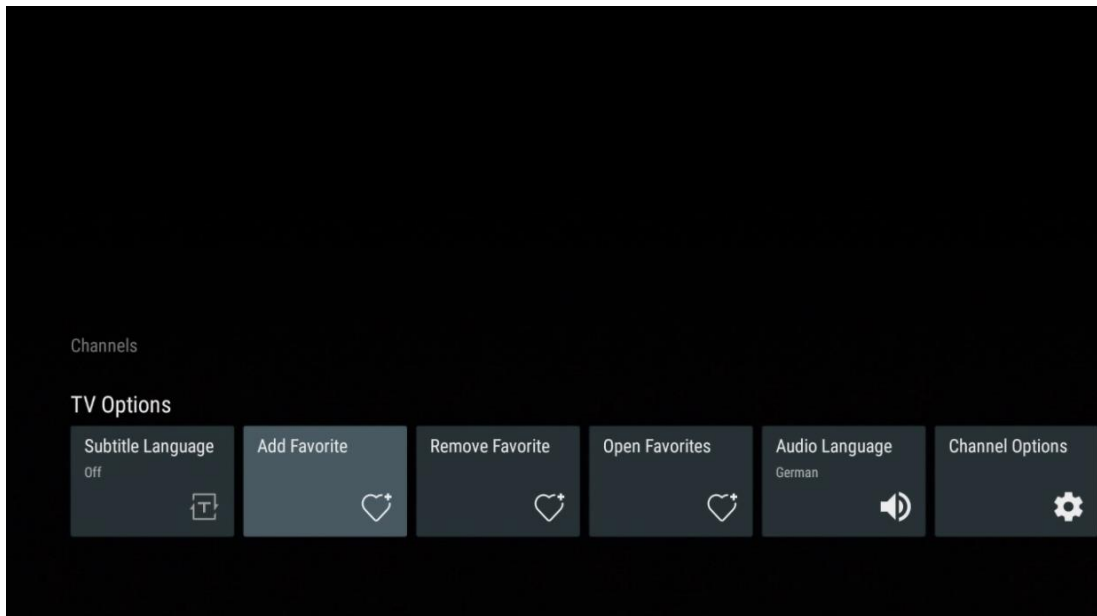 Channels
TV Options
Subtitle Language
Off
Add Favorite
Remove Favorite
Open Favorites
Audio Language
German
Channel Options